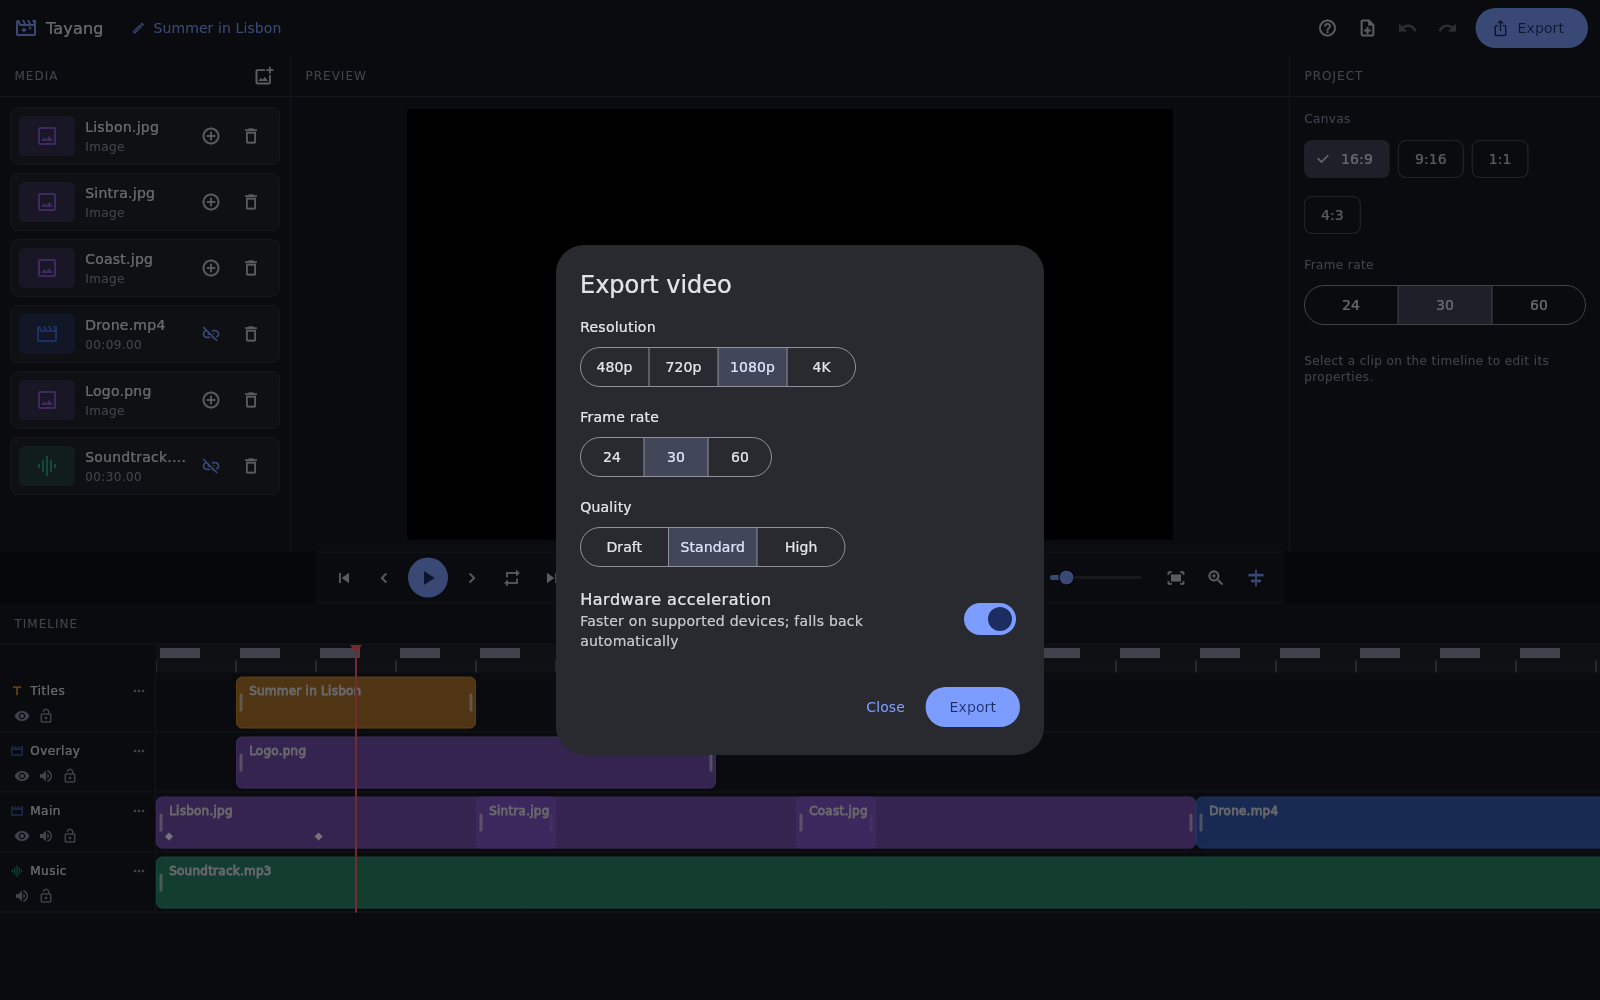 Tayang
Summer in Lisbon
Export
MEDIA
PREVIEW
PROJECT
Lisbon.jpg
Image
Sintra.jpg
Image
Coast.jpg
Image
Drone.mp4
00:09.00
Logo.png
Image
Soundtrack....
00:30.00
Canvas
16:9
9:16
1:1
4:3
Frame rate
24
30
60
Select a clip on the timeline to edit its
properties.
Export video
Resolution
480p
720p
1080p
4K
Frame rate
24
30
60
Quality
Draft
Standard
High
Hardware acceleration
Faster on supported devices; falls back
automatically
Close
Export
TIMELINE
Titles
Summer in Lisbon
Overlay
Logo.png
Main
Lisbon.jpg
Sintra.jpg
Coast.jpg
Drone.mp4
Music
Soundtrack.mp3